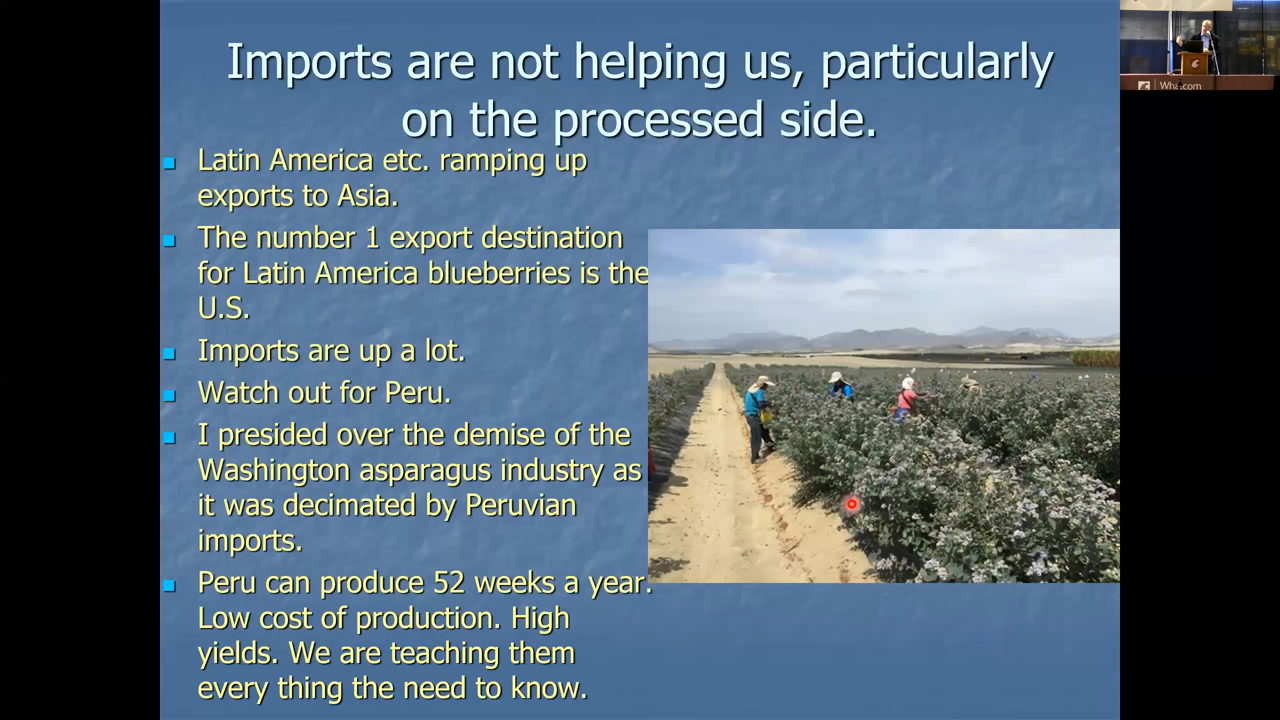 Imports are not helping us, particularly
on the processed side.
Latin America etc. ramping up
exports to Asia.
The number 1 export destination
for Latin America blueberries is the
U.S.
Imports are up a lot.
Watch out for Peru.
I presided over the demise of the
Washington asparagus industry as
it was decimated by Peruvian
imports.
Peru can produce 52 weeks a year.
Low cost of production. High
yields. We are teaching them
every thing the need to know.
Whatcom